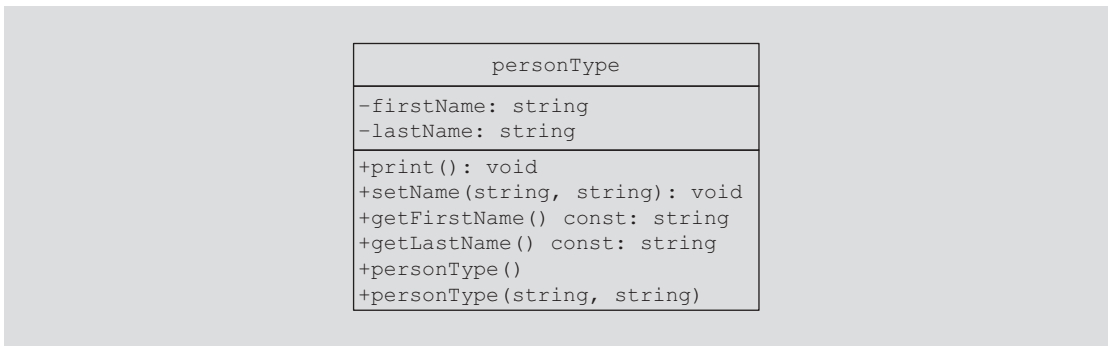 personType
-firstName: string
-lastName: string
+print(): void
+setName(string, string): void
+getFirstName() const: string
+getLastName() const: string
+personType()
+personType(string, string)